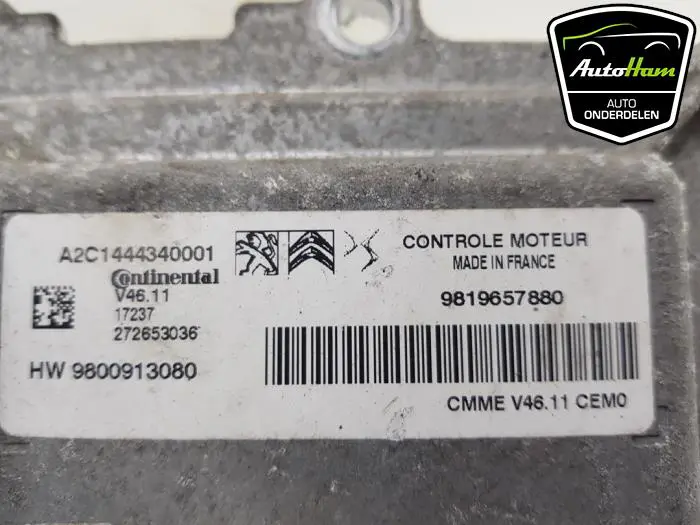 AutoHam
AUTO
ONDERDELEN
A2C1444340001
Continental
V46.11
17237
272653036
HW 9800913080
CONTROLE MOTEUR
MADE IN FRANCE
9819657880
CMME V46.11 CEM0